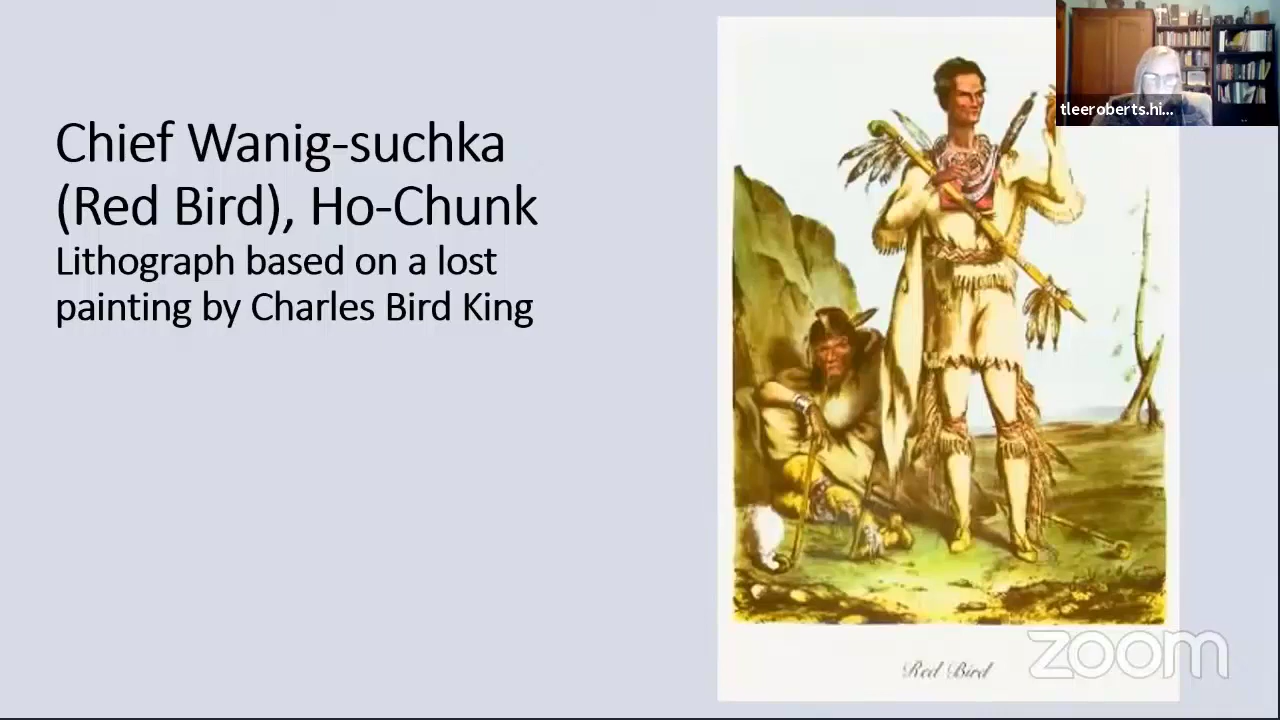 Chief Wanig-suchka
(Red Bird), Ho-Chunk
Lithograph based on a lost
painting by Charles Bird King
tleeroberts.hi...
Red Bird
zoom